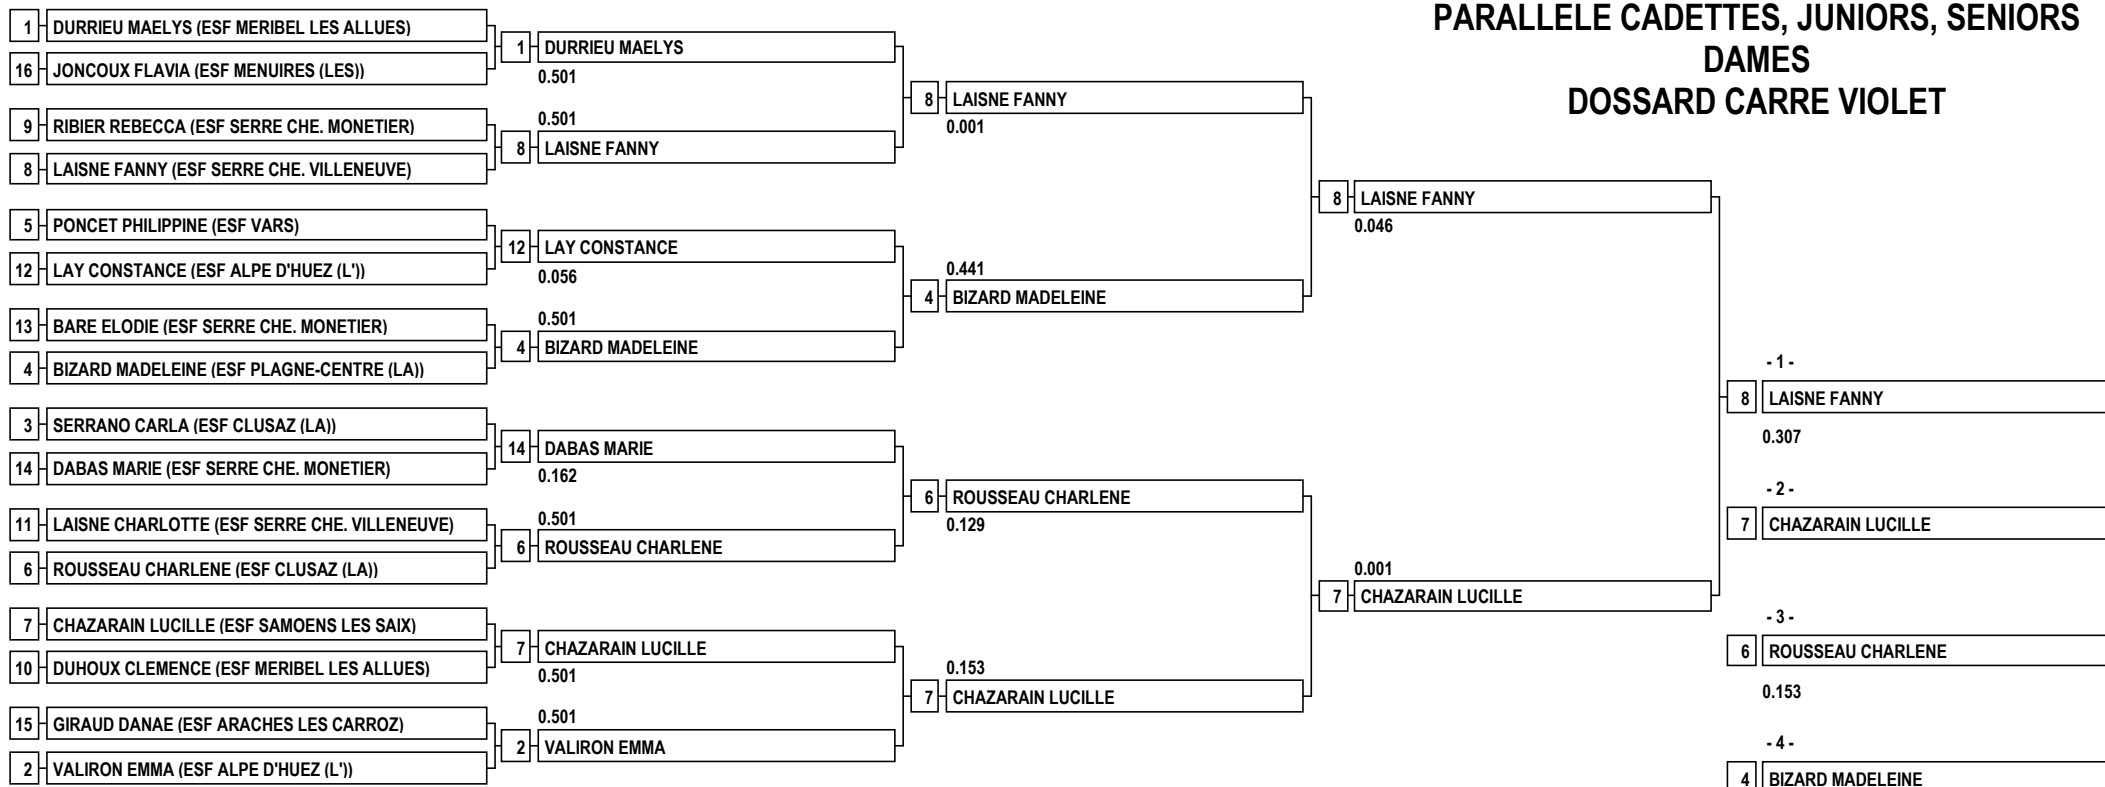 PARALLELE CADETTES, JUNIORS, SENIORS
DAMES
DOSSARD CARRE VIOLET
1 DURRIEU MAELYS (ESF MERIBEL LES ALLUES)
16 JONCOUX FLAVIA (ESF MENUIRES (LES))
9 RIBIER REBECCA (ESF SERRE CHE. MONETIER)
8 LAISNE FANNY (ESF SERRE CHE. VILLENEUVE)
5 PONCET PHILIPPINE (ESF VARS)
12 LAY CONSTANCE (ESF ALPE D'HUEZ (L'))
13 BARE ELODIE (ESF SERRE CHE. MONETIER)
4 BIZARD MADELEINE (ESF PLAGNE-CENTRE (LA))
3 SERRANO CARLA (ESF CLUSAZ (LA))
14 DABAS MARIE (ESF SERRE CHE. MONETIER)
11 LAISNE CHARLOTTE (ESF SERRE CHE. VILLENEUVE)
6 ROUSSEAU CHARLENE (ESF CLUSAZ (LA))
7 CHAZARAIN LUCILLE (ESF SAMOENS LES SAIX)
10 DUHOUX CLEMENCE (ESF MERIBEL LES ALLUES)
15 GIRAUD DANAE (ESF ARACHES LES CARROZ)
2 VALIRON EMMA (ESF ALPE D'HUEZ (L'))
1 DURRIEU MAELYS
0.501
0.501
8 LAISNE FANNY
12 LAY CONSTANCE
0.056
0.501
4 BIZARD MADELEINE
14 DABAS MARIE
0.162
0.501
6 ROUSSEAU CHARLENE
7 CHAZARAIN LUCILLE
0.501
0.501
2 VALIRON EMMA
8 LAISNE FANNY
0.001
0.441
4 BIZARD MADELEINE
6 ROUSSEAU CHARLENE
0.129
0.153
7 CHAZARAIN LUCILLE
8 LAISNE FANNY
0.046
0.001
7 CHAZARAIN LUCILLE
- 1 -
8 LAISNE FANNY
0.307
- 2 -
7 CHAZARAIN LUCILLE
- 3 -
6 ROUSSEAU CHARLENE
0.153
- 4 -
4 BIZARD MADELEINE